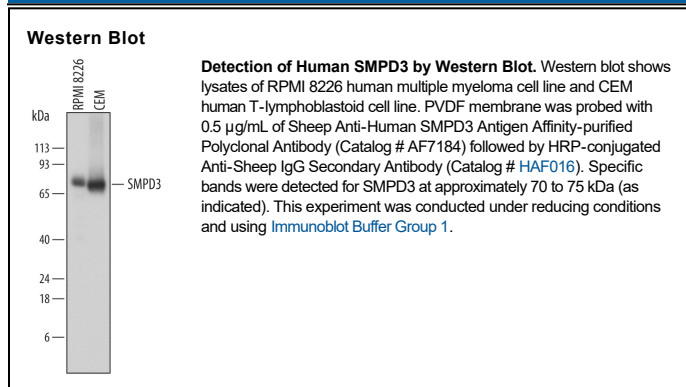 Western Blot
RPMI 8226
CEM
kDa
113
93
65
40
24
18
6
SMPD3
Detection of Human SMPD3 by Western Blot. Western blot shows
lysates of RPMI 8226 human multiple myeloma cell line and CEM
human T-lymphoblastoid cell line. PVDF membrane was probed with
0.5 µg/mL of Sheep Anti-Human SMPD3 Antigen Affinity-purified
Polyclonal Antibody (Catalog # AF7184) followed by HRP-conjugated
Anti-Sheep IgG Secondary Antibody (Catalog # HAF016). Specific
bands were detected for SMPD3 at approximately 70 to 75 kDa (as
indicated). This experiment was conducted under reducing conditions
and using Immunoblot Buffer Group 1.